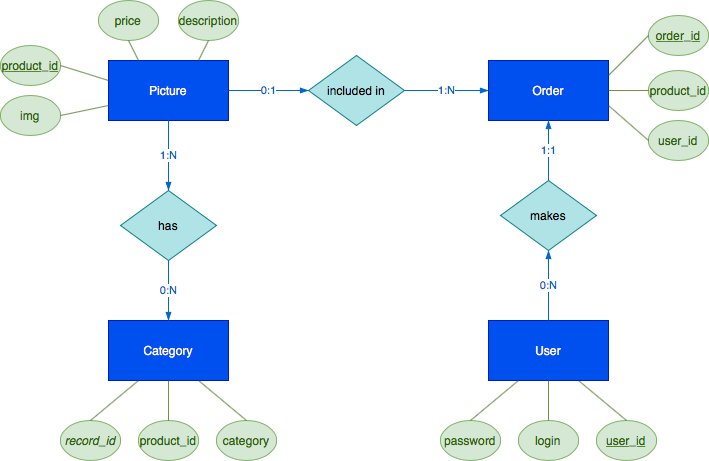 price
description
order_id
product_id
Picture
0:1
included in
1:N
Order
product_id
img
user_id
1:N
1:1
has
makes
0:N
0:N
Category
User
record_id
product_id
category
password
login
user_id